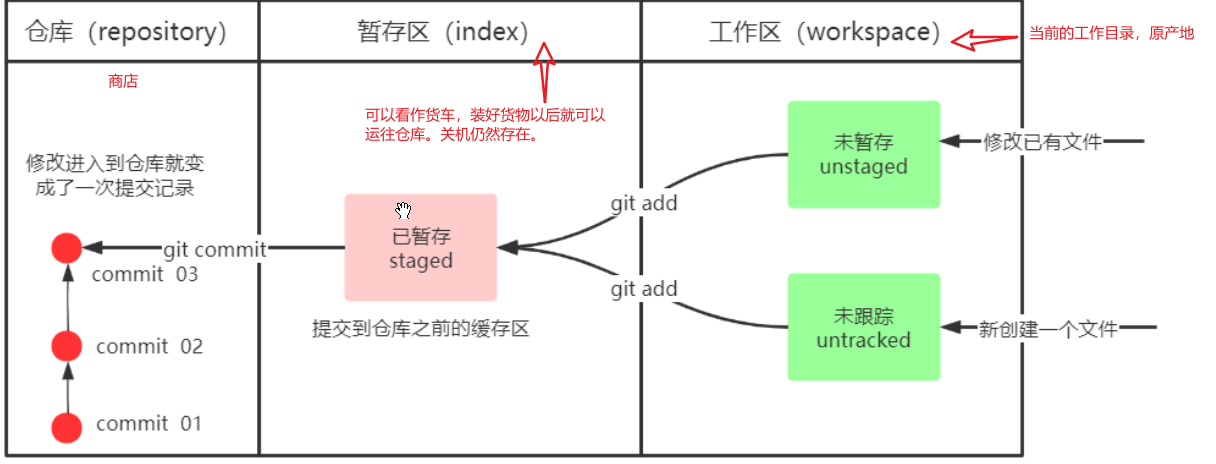 仓库（repository）
暂存区（index）
工作区（workspace）
当前的工作目录，原产地
商店
可以看作货车，装好货物以后就可以
运往仓库。关机仍然存在。
修改进入到仓库就变
成了一次提交记录
未暂存
unstaged
修改已有文件
git add
已暂存
staged
git commit
commit 03
git add
提交到仓库之前的缓存区
未跟踪
untracked
新创建一个文件
commit 02
commit 01